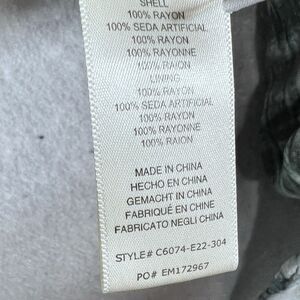 SHELL
100% RAYON
100% SEDA ARTIFICIAL
100% RAYON
100% RAYONNE
100% RAION
LINING
100% RAYON
100% SEDA ARTIFICIAL
100% RAYON
100% RAYONNE
100% RAION
MADE IN CHINA
HECHO EN CHINA
GEMACHT IN CHINA
FABRIQUÉ EN CHINE
FABRICATO NEGLI CHINA
STYLE# C6074-E22-304
PO# EM172967